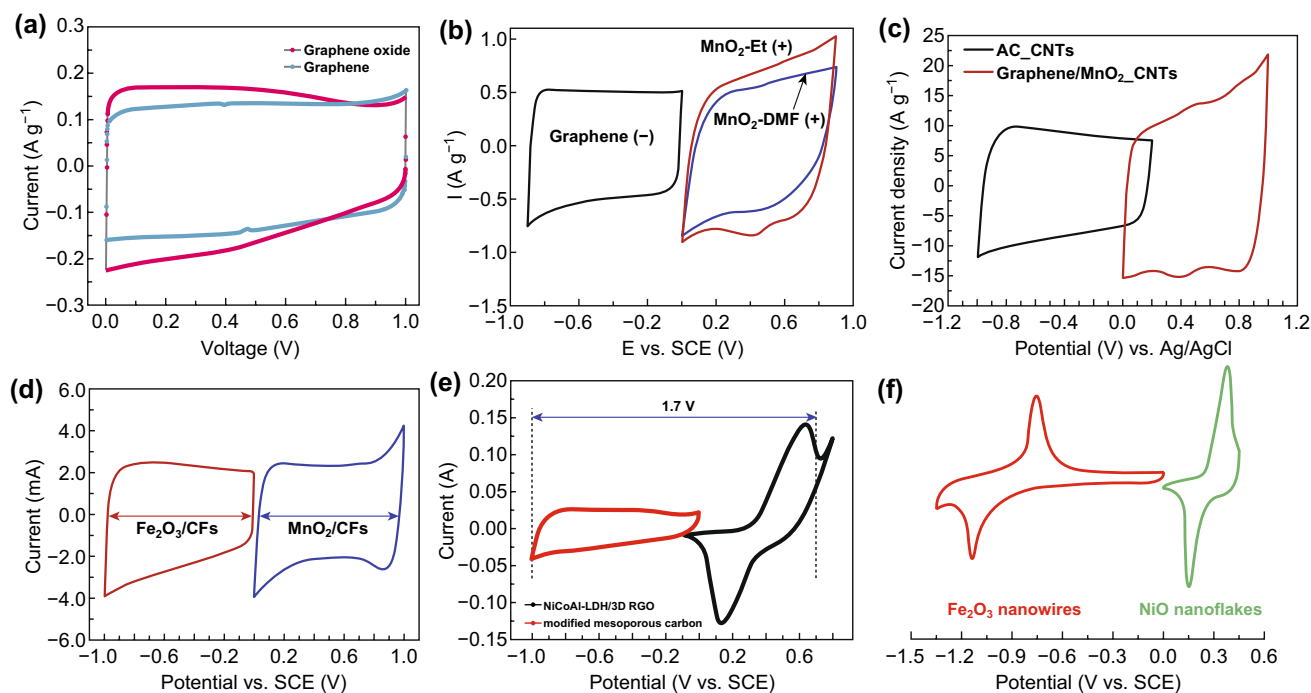 (a)
0.3
0.2
0.1
0.0
−0.1
−0.2
−0.3
Current (A g⁻¹)
Graphene oxide
Graphene
0.0 0.2 0.4 0.6 0.8 1.0
Voltage (V)
(b)
1.0
0.5
0.0
−0.5
−1.0
−1.5
I (A g⁻¹)
MnO₂-Et (+)
MnO₂-DMF (+)
Graphene (−)
−1.0 −0.6 −0.2 0.2 0.6 1.0
E vs. SCE (V)
(c)
25
20
15
10
5
0
−5
−10
−15
−20
Current density (A g⁻¹)
AC_CNTs
Graphene/MnO₂_CNTs
−1.2 −0.8 −0.4 0.0 0.4 0.8 1.2
Potential (V) vs. Ag/AgCl
(d)
6.0
4.0
2.0
0.0
−2.0
−4.0
−6.0
Current (mA)
Fe₂O₃/CFs
MnO₂/CFs
−1.0 −0.6 −0.2 0.2 0.6 1.0
Potential vs. SCE (V)
(e)
0.20
0.15
0.10
0.05
0.00
−0.05
−0.10
−0.15
Current (A)
1.7 V
NiCoAl-LDH/3D RGO
modified mesoporous carbon
−1.0 −0.6 −0.2 0.2 0.6
Potential (V vs. SCE)
(f)
Fe₂O₃ nanowires
NiO nanoflakes
−1.5 −1.2 −0.9 −0.6 −0.3 0.0 0.3 0.6
Potential (V vs. SCE)